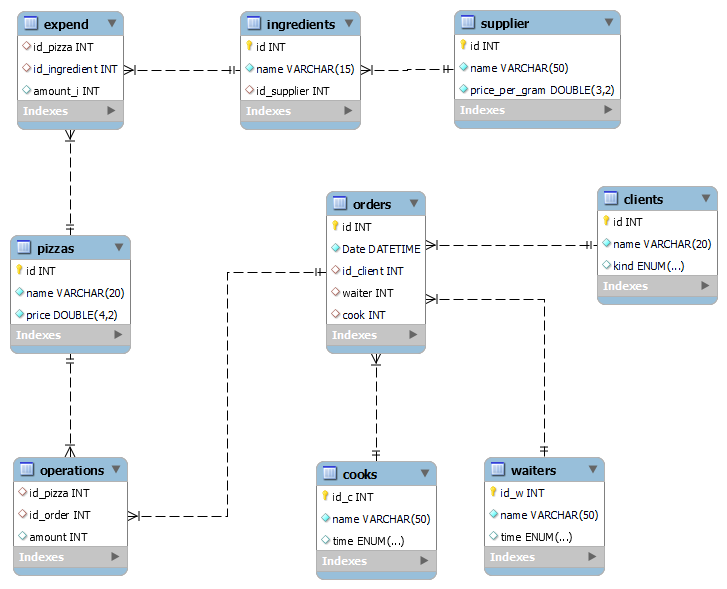 expend
id_pizza INT
id_ingredient INT
amount_i INT
Indexes
ingredients
id INT
name VARCHAR(15)
id_supplier INT
Indexes
supplier
id INT
name VARCHAR(50)
price_per_gram DOUBLE(3,2)
Indexes
pizzas
id INT
name VARCHAR(20)
price DOUBLE(4,2)
Indexes
orders
id INT
Date DATETIME
id_client INT
waiter INT
cook INT
Indexes
clients
id INT
name VARCHAR(20)
kind ENUM(...)
Indexes
operations
id_pizza INT
id_order INT
amount INT
Indexes
cooks
id_c INT
name VARCHAR(50)
time ENUM(...)
Indexes
waiters
id_w INT
name VARCHAR(50)
time ENUM(...)
Indexes